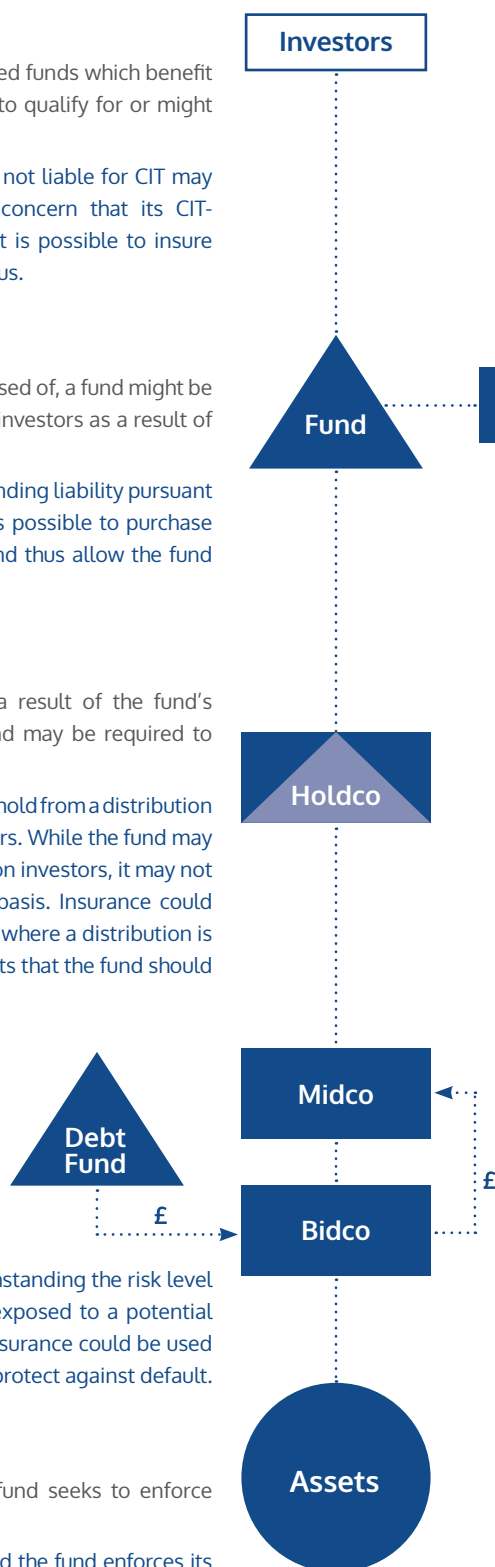 Investors
ed funds which benefit
to qualify for or might
not liable for CIT may
concern that its CIT-
t is possible to insure
us.
sed of, a fund might be
investors as a result of
Fund
nding liability pursuant
s possible to purchase
nd thus allow the fund
a result of the fund's
nd may be required to
Holdco
hold from a distribution
rs. While the fund may
on investors, it may not
basis. Insurance could
where a distribution is
ts that the fund should
Midco
Debt
Fund
£
£
Bidco
nstanding the risk level
exposed to a potential
nsurance could be used
protect against default.
Assets
fund seeks to enforce
d the fund enforces its